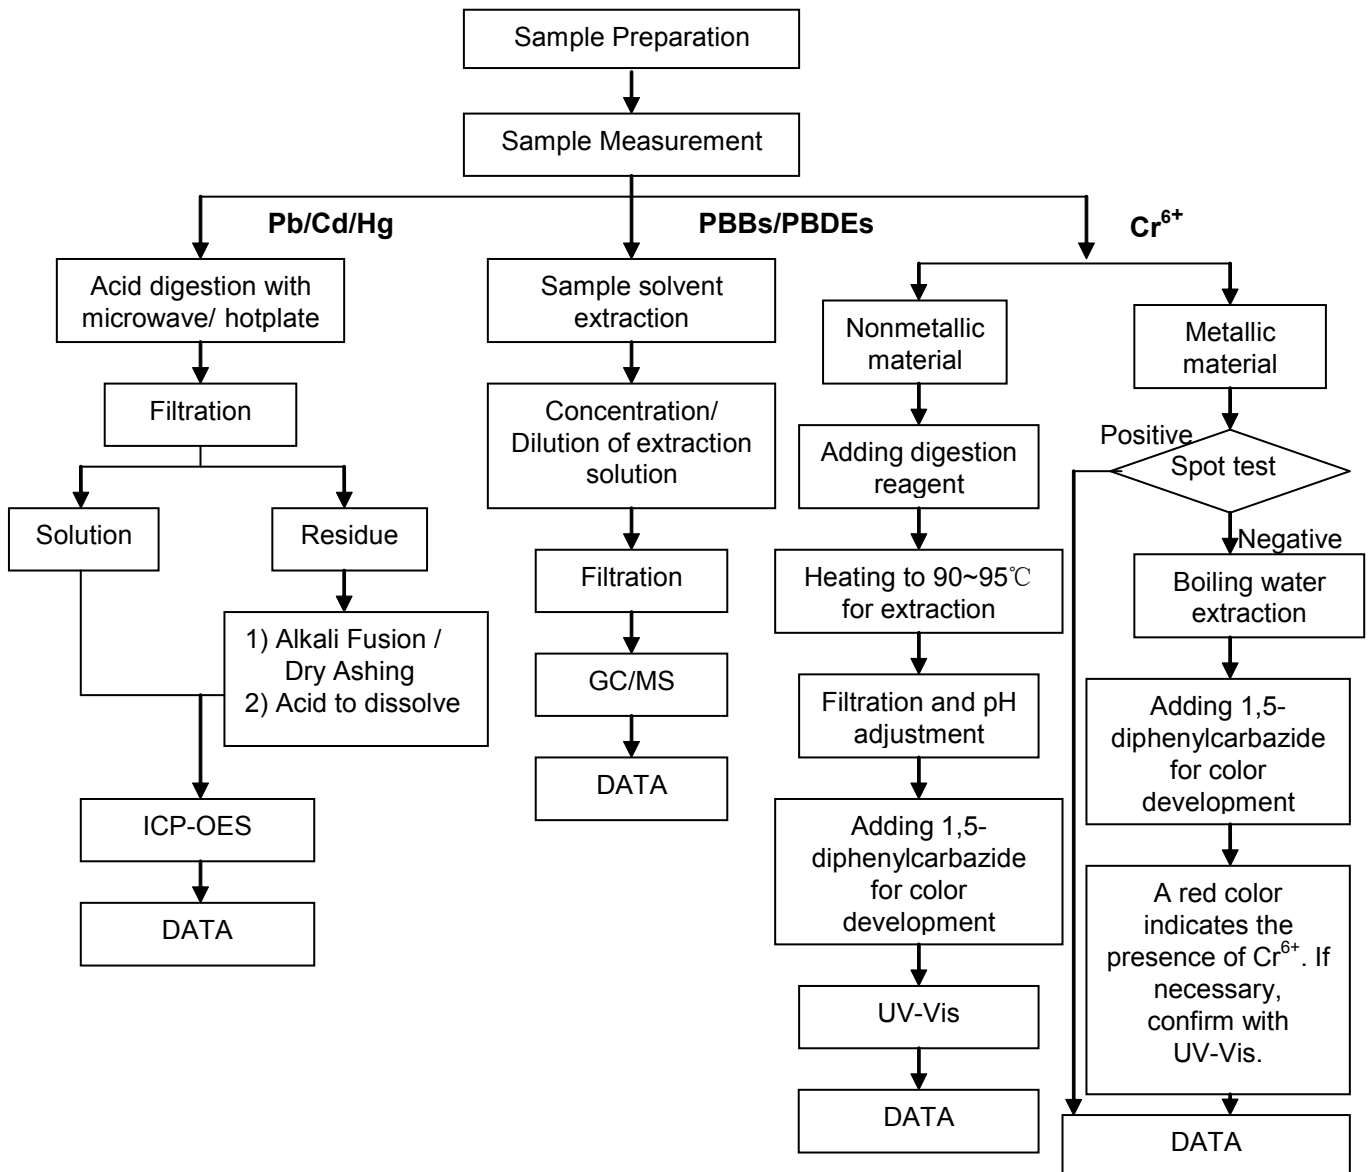 Sample Preparation
Sample Measurement
Pb/Cd/Hg
PBBs/PBDEs
Cr⁶⁺
Acid digestion with
microwave/ hotplate
Filtration
Solution
Residue
1) Alkali Fusion /
Dry Ashing
2) Acid to dissolve
ICP-OES
DATA
Sample solvent
extraction
Concentration/
Dilution of extraction
solution
Filtration
GC/MS
DATA
Nonmetallic
material
Adding digestion
reagent
Heating to 90~95℃
for extraction
Filtration and pH
adjustment
Adding 1,5-
diphenylcarbazide
for color
development
UV-Vis
DATA
Metallic
material
Positive
Spot test
Negative
Boiling water
extraction
Adding 1,5-
diphenylcarbazide
for color
development
A red color
indicates the
presence of Cr⁶⁺. If
necessary,
confirm with
UV-Vis.
DATA